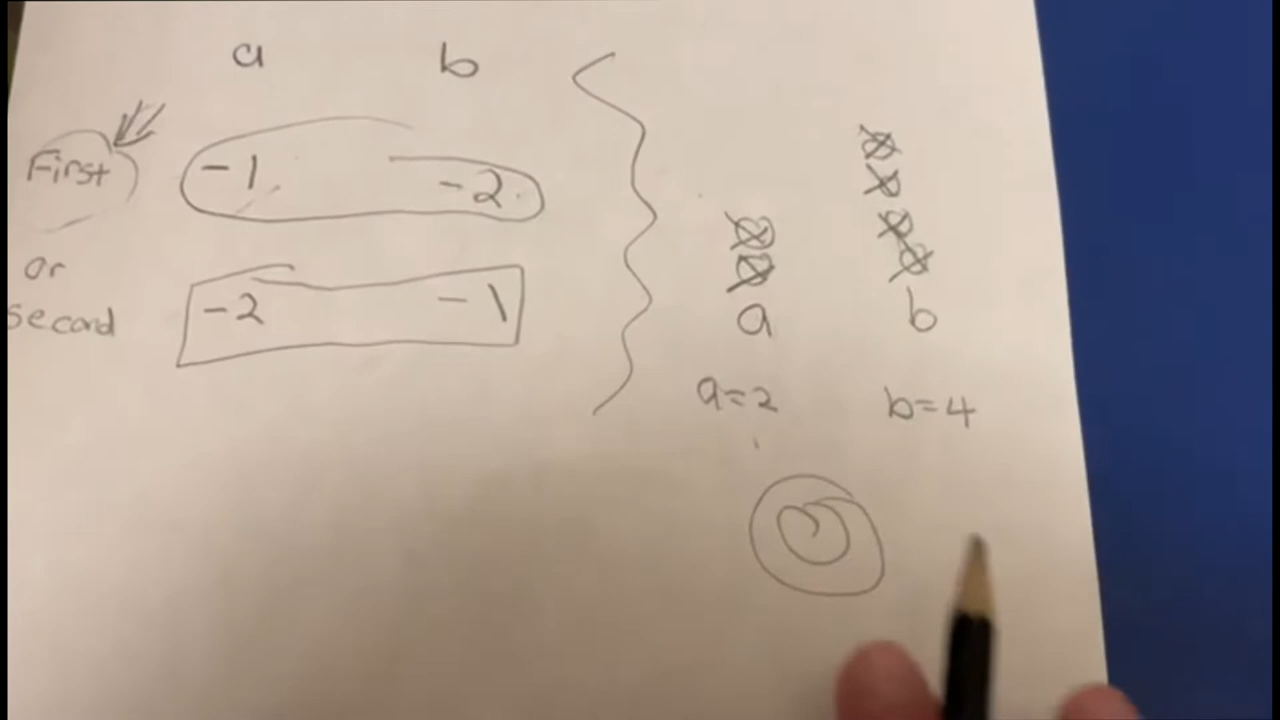 a b
First -1 -2
or
second -2 -1
a b
a=2 b=4